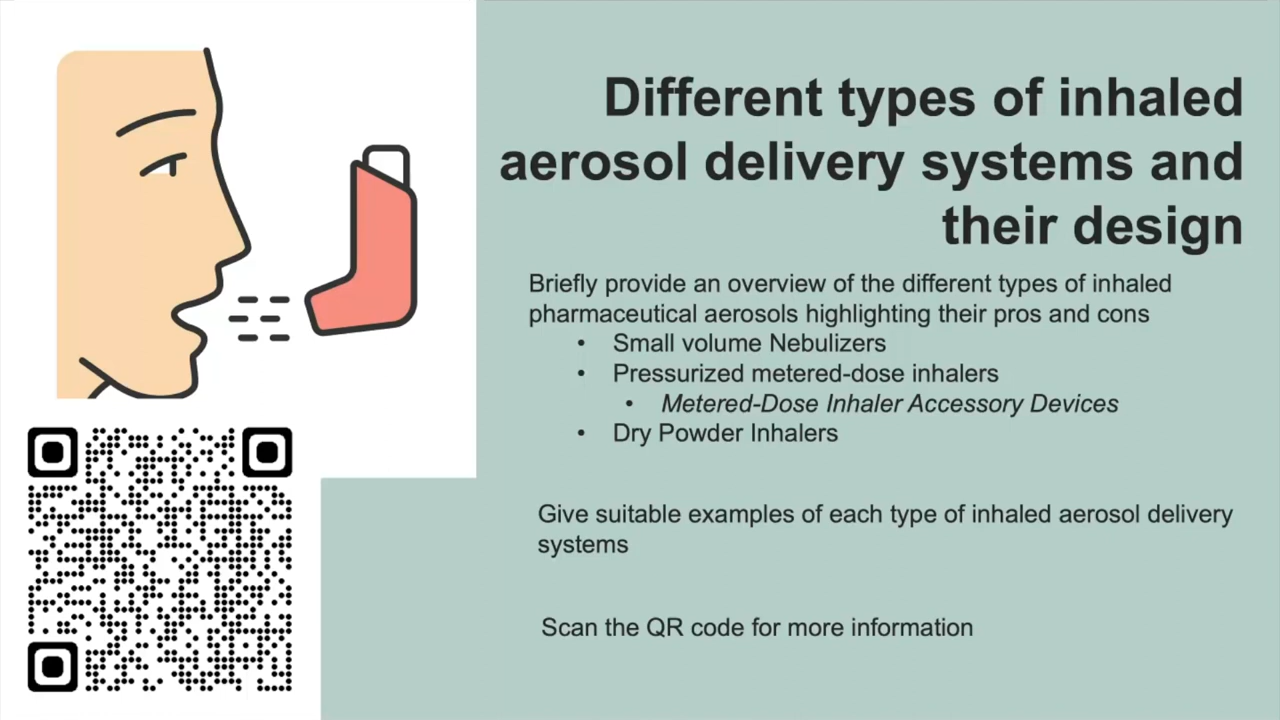 Different types of inhaled
aerosol delivery systems and
their design
Briefly provide an overview of the different types of inhaled
pharmaceutical aerosols highlighting their pros and cons
• Small volume Nebulizers
• Pressurized metered-dose inhalers
• Metered-Dose Inhaler Accessory Devices
• Dry Powder Inhalers
Give suitable examples of each type of inhaled aerosol delivery
systems
Scan the QR code for more information